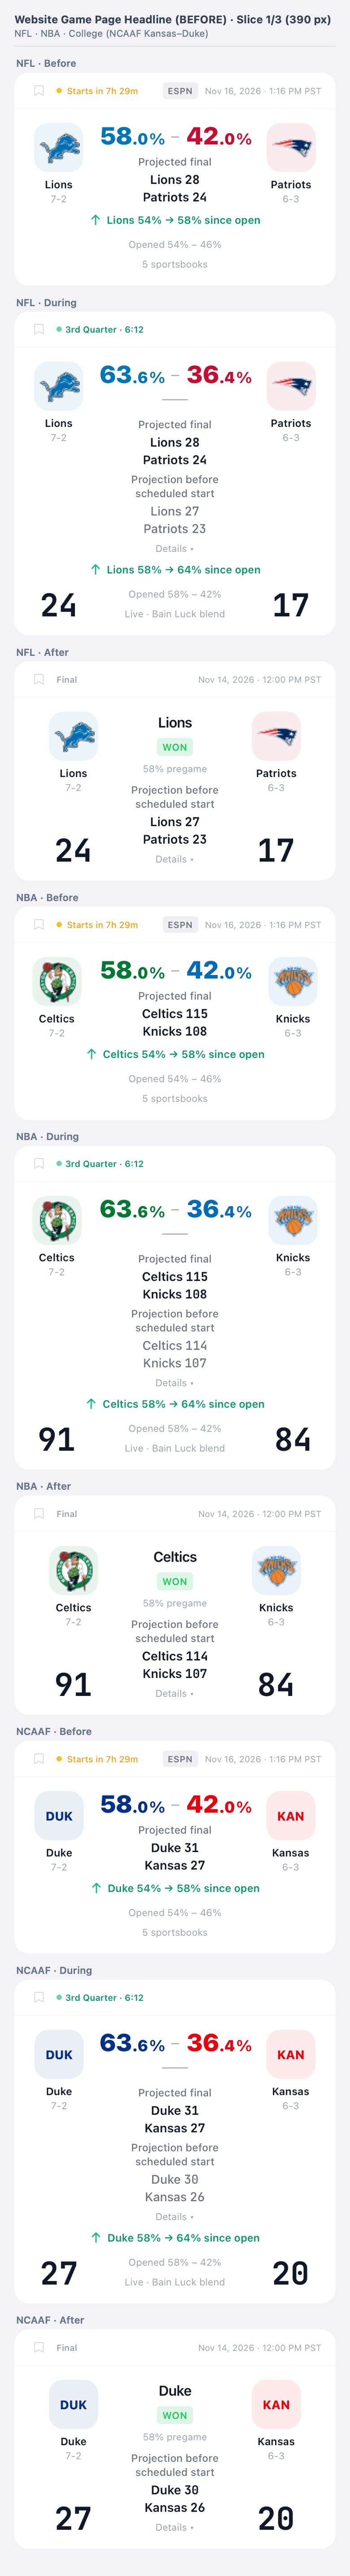 Website Game Page Headline (BEFORE) · Slice 1/3 (390 px)
NFL · NBA · College (NCAAF Kansas–Duke)
NFL · Before
Starts in 7h 29m ESPN Nov 16, 2026 · 1:16 PM PST
58.0% – 42.0%
Projected final
Lions Lions 28 Patriots
7-2 Patriots 24 6-3
↑ Lions 54% → 58% since open
Opened 54% – 46%
5 sportsbooks
NFL · During
3rd Quarter · 6:12
63.6% – 36.4%
Lions Projected final Patriots
7-2 Lions 28 6-3
Patriots 24
Projection before
scheduled start
Lions 27
Patriots 23
Details
↑ Lions 58% → 64% since open
24 Opened 58% – 42% 17
Live · Bain Luck blend
NFL · After
Final Nov 14, 2026 · 12:00 PM PST
Lions
WON
Lions 58% pregame Patriots
7-2 Projection before 6-3
scheduled start
Lions 27
24 Patriots 23 17
Details
NBA · Before
Starts in 7h 29m ESPN Nov 16, 2026 · 1:16 PM PST
58.0% – 42.0%
Projected final
Celtics Celtics 115 Knicks
7-2 Knicks 108 6-3
↑ Celtics 54% → 58% since open
Opened 54% – 46%
5 sportsbooks
NBA · During
3rd Quarter · 6:12
63.6% – 36.4%
Celtics Projected final Knicks
7-2 Celtics 115 6-3
Knicks 108
Projection before
scheduled start
Celtics 114
Knicks 107
Details
↑ Celtics 58% → 64% since open
91 Opened 58% – 42% 84
Live · Bain Luck blend
NBA · After
Final Nov 14, 2026 · 12:00 PM PST
Celtics
WON
Celtics 58% pregame Knicks
7-2 Projection before 6-3
scheduled start
Celtics 114
91 Knicks 107 84
Details
NCAAF · Before
Starts in 7h 29m ESPN Nov 16, 2026 · 1:16 PM PST
DUK 58.0% – 42.0% KAN
Projected final
Duke Duke 31 Kansas
7-2 Kansas 27 6-3
↑ Duke 54% → 58% since open
Opened 54% – 46%
5 sportsbooks
NCAAF · During
3rd Quarter · 6:12
DUK 63.6% – 36.4% KAN
Duke Projected final Kansas
7-2 Duke 31 6-3
Kansas 27
Projection before
scheduled start
Duke 30
Kansas 26
Details
↑ Duke 58% → 64% since open
27 Opened 58% – 42% 20
Live · Bain Luck blend
NCAAF · After
Final Nov 14, 2026 · 12:00 PM PST
DUK Duke KAN
WON
Duke 58% pregame Kansas
7-2 Projection before 6-3
scheduled start
Duke 30
27 Kansas 26 20
Details